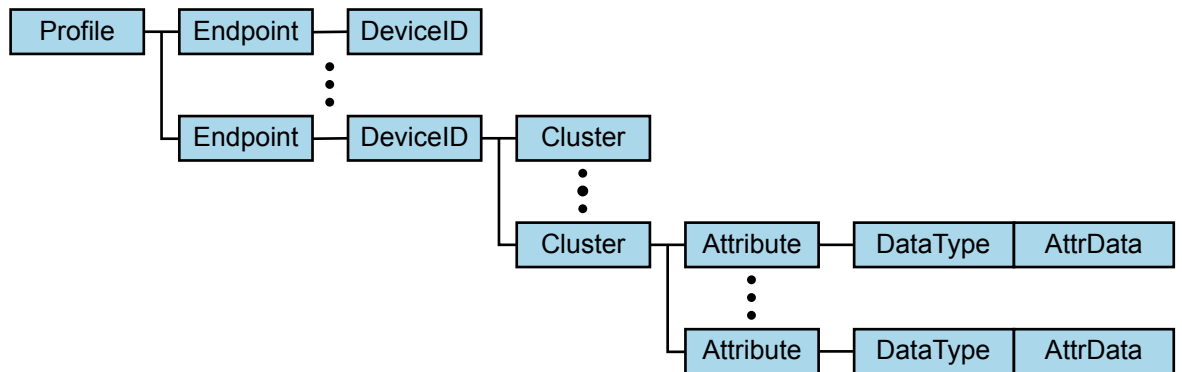 Profile Endpoint DeviceID
Endpoint DeviceID Cluster
Cluster Attribute DataType AttrData
Attribute DataType AttrData